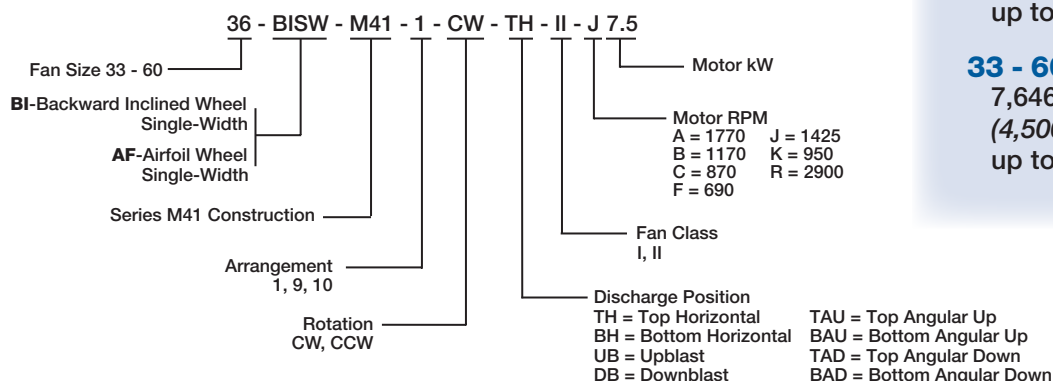 36 - BISW - M41 - 1 - CW - TH - II - J 7.5
Fan Size 33 - 60
BI-Backward Inclined Wheel
Single-Width
AF-Airfoil Wheel
Single-Width
Series M41 Construction
Arrangement
1, 9, 10
Rotation
CW, CCW
Motor kW
Motor RPM
A = 1770 J = 1425
B = 1170 K = 950
C = 870 R = 2900
F = 690
Fan Class
I, II
Discharge Position
TH = Top Horizontal TAU = Top Angular Up
BH = Bottom Horizontal BAU = Bottom Angular Up
UB = Upblast TAD = Top Angular Down
DB = Downblast BAD = Bottom Angular Down
up to
33 - 60
7,646
(4,500
up to